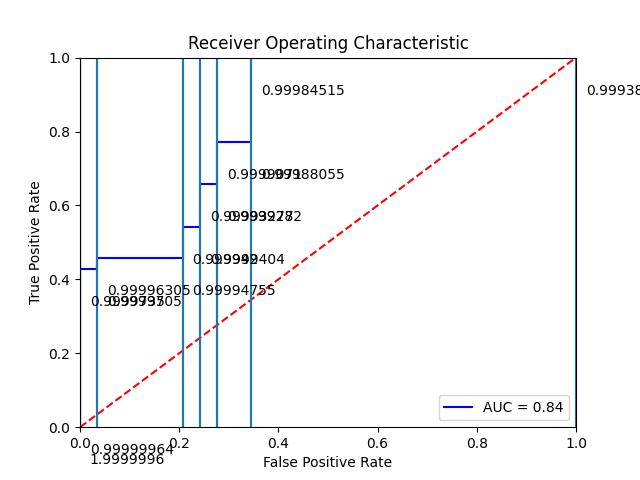 Receiver Operating Characteristic
1.0
0.8
0.6
0.4
0.2
0.0
True Positive Rate
0.99984515
0.99938
0.99988055
0.99994755
0.99996305
0.99999964
1.9999996
AUC = 0.84
0.0 0.2 0.4 0.6 0.8 1.0
False Positive Rate